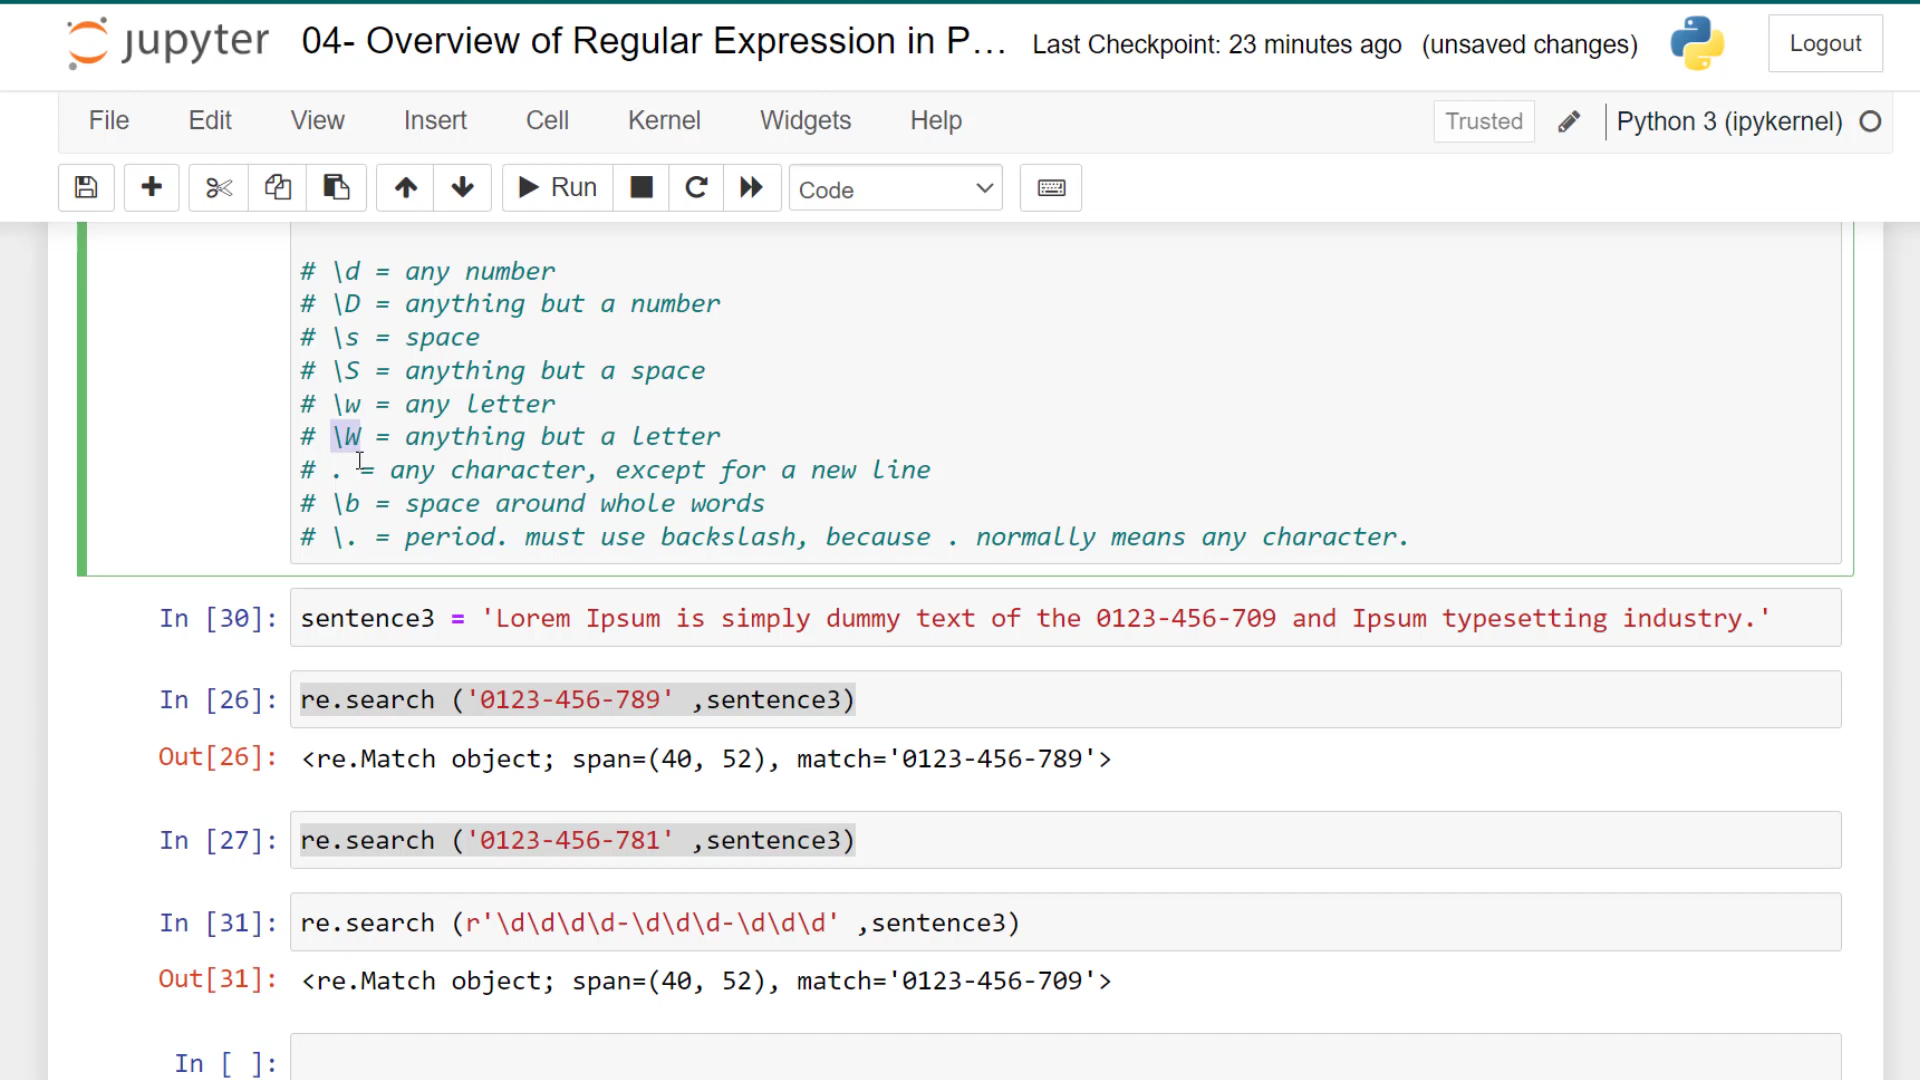 jupyter 04- Overview of Regular Expression in P... Last Checkpoint: 23 minutes ago (unsaved changes) Logout
File Edit View Insert Cell Kernel Widgets Help Trusted Python 3 (ipykernel)
Run Code
# \d = any number
# \D = anything but a number
# \s = space
# \S = anything but a space
# \w = any letter
# \W = anything but a letter
# . = any character, except for a new line
# \b = space around whole words
# \. = period. must use backslash, because . normally means any character.
In [30]: sentence3 = 'Lorem Ipsum is simply dummy text of the 0123-456-709 and Ipsum typesetting industry.'
In [26]: re.search ('0123-456-789' ,sentence3)
Out[26]: <re.Match object; span=(40, 52), match='0123-456-789'>
In [27]: re.search ('0123-456-781' ,sentence3)
In [31]: re.search (r'\d\d\d\d-\d\d\d-\d\d\d' ,sentence3)
Out[31]: <re.Match object; span=(40, 52), match='0123-456-709'>
In [ ]: